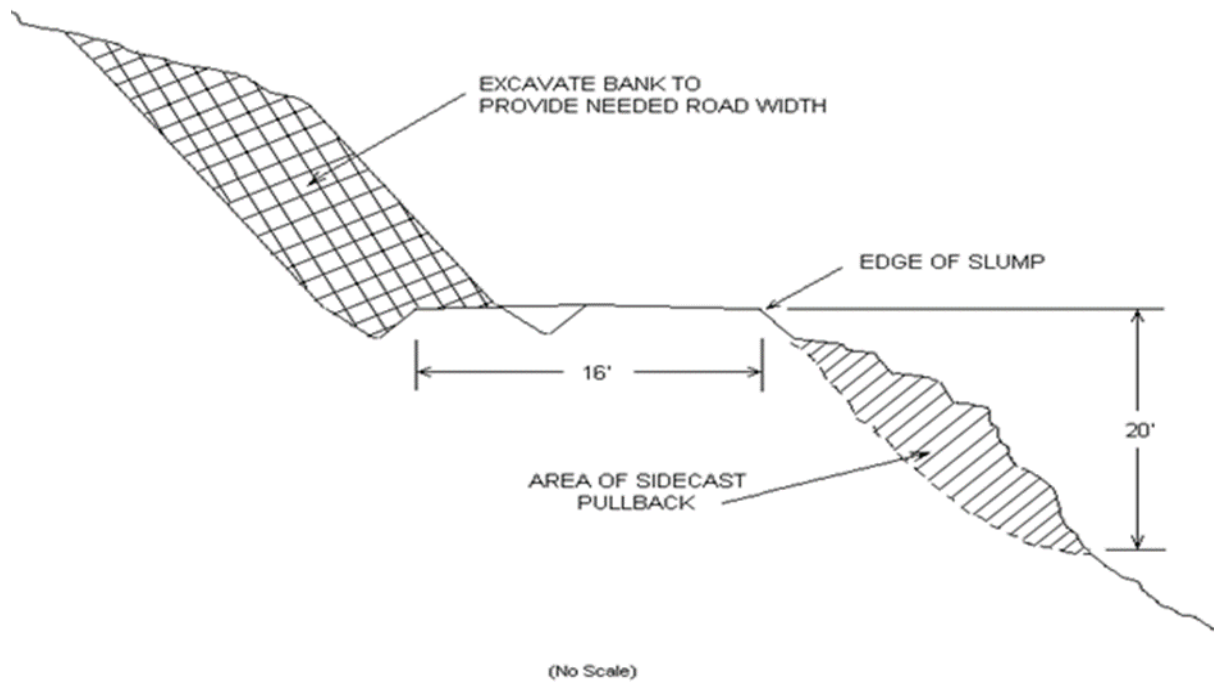 EXCAVATE BANK TO
PROVIDE NEEDED ROAD WIDTH
EDGE OF SLUMP
16'
20'
AREA OF SIDECAST
PULLBACK
(No Scale)